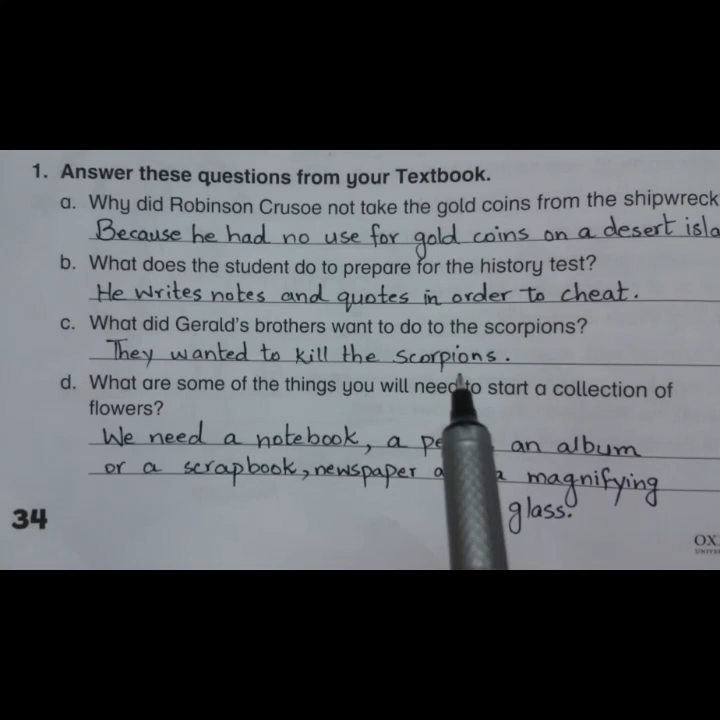 1. Answer these questions from your Textbook.
a. Why did Robinson Crusoe not take the gold coins from the shipwreck
Because he had no use for gold coins on a desert isla
b. What does the student do to prepare for the history test?
He writes notes and quotes in order to cheat.
c. What did Gerald's brothers want to do to the scorpions?
They wanted to kill the scorpions.
d. What are some of the things you will need to start a collection of
flowers?
We need a notebook, a pe an album
or a scrapbook, newspaper a magnifying
glass.
34
OX